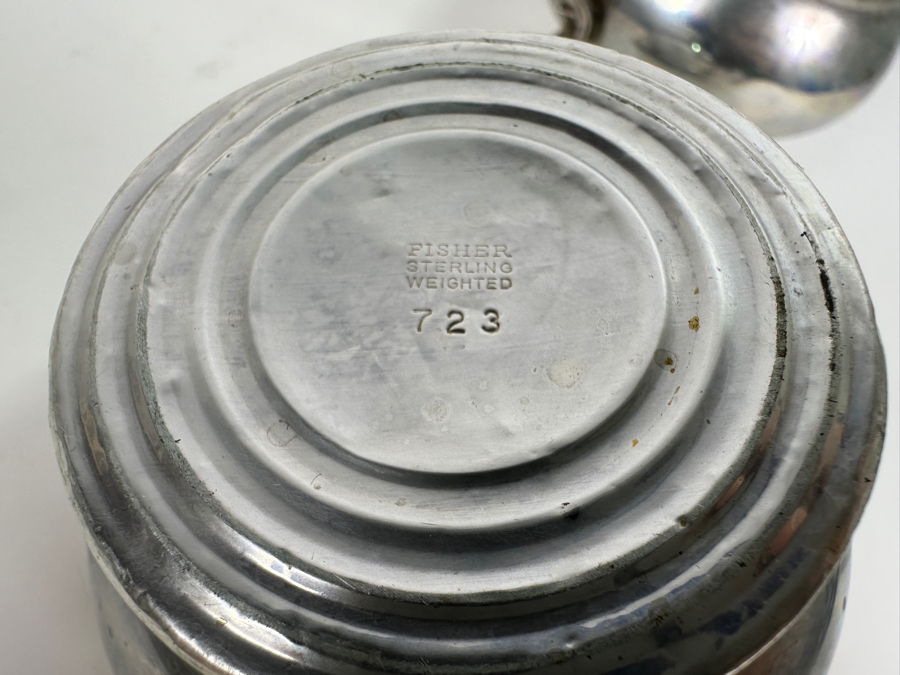 FISHER
STERLING
WEIGHTED
723